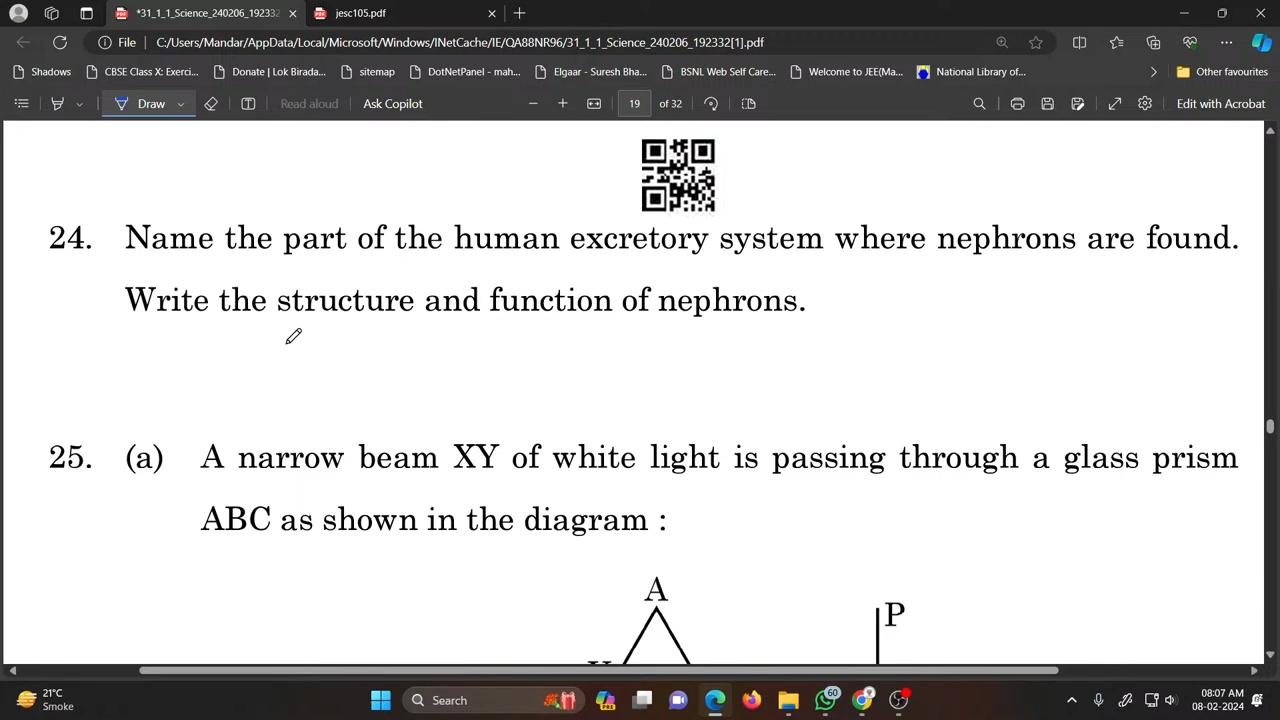 *31_1_1_Science_240206_192332
jesc105.pdf
File
C:/Users/Mandar/AppData/Local/Microsoft/Windows/INetCache/IE/QA88NR96/31_1_1_Science_240206_192332[1].pdf
Shadows
CBSE Class X: Exerci...
Donate | Lok Birada...
sitemap
DotNetPanel - mah...
Elgaar - Suresh Bha...
BSNL Web Self Care...
Welcome to JEE(Ma...
National Library of...
Other favourites
Draw
Read aloud
Ask Copilot
19 of 32
Edit with Acrobat
24. Name the part of the human excretory system where nephrons are found.
Write the structure and function of nephrons.
25. (a) A narrow beam XY of white light is passing through a glass prism
ABC as shown in the diagram :
A
P
21°C
Smoke
Search
PRE
60
08:07 AM
08-02-2024